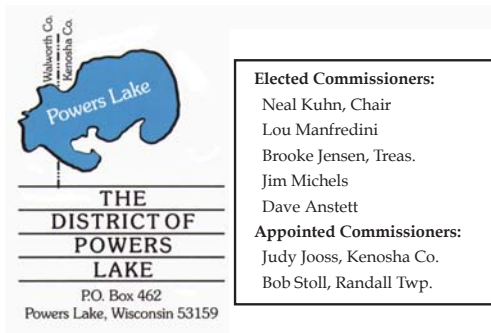 Walworth Co.
Kenosha Co.
Powers Lake
THE
DISTRICT OF
POWERS
LAKE
P.O. Box 462
Powers Lake, Wisconsin 53159
Elected Commissioners:
Neal Kuhn, Chair
Lou Manfredini
Brooke Jensen, Treas.
Jim Michels
Dave Anstett
Appointed Commissioners:
Judy Jooss, Kenosha Co.
Bob Stoll, Randall Twp.